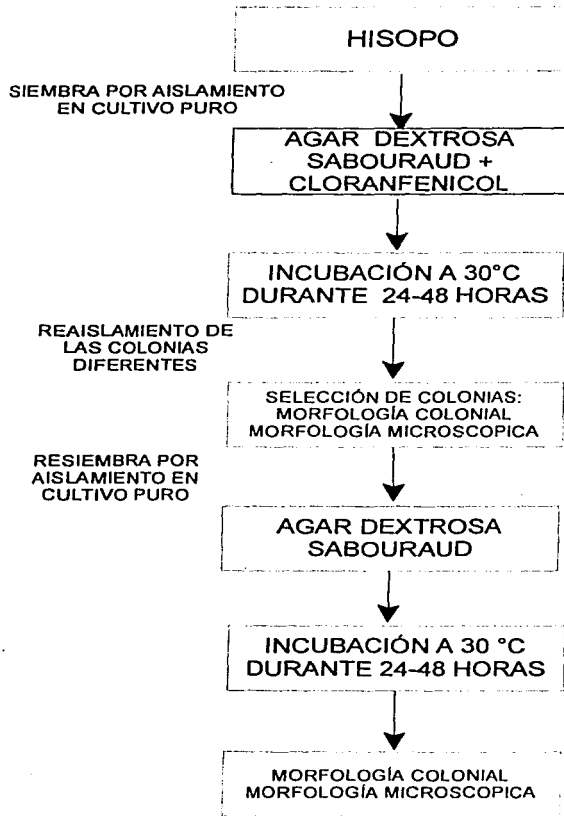 HISOPO
SIEMBRA POR AISLAMIENTO
EN CULTIVO PURO
AGAR DEXTROSA
SABOURAUD +
CLORANFENICOL
INCUBACIÓN A 30°C
DURANTE 24-48 HORAS
REAISLAMIENTO DE
LAS COLONIAS
DIFERENTES
SELECCIÓN DE COLONIAS:
MORFOLOGÍA COLONIAL
MORFOLOGÍA MICROSCOPICA
RESIEMBRA POR
AISLAMIENTO EN
CULTIVO PURO
AGAR DEXTROSA
SABOURAUD
INCUBACIÓN A 30 °C
DURANTE 24-48 HORAS
MORFOLOGÍA COLONIAL
MORFOLOGÍA MICROSCOPICA